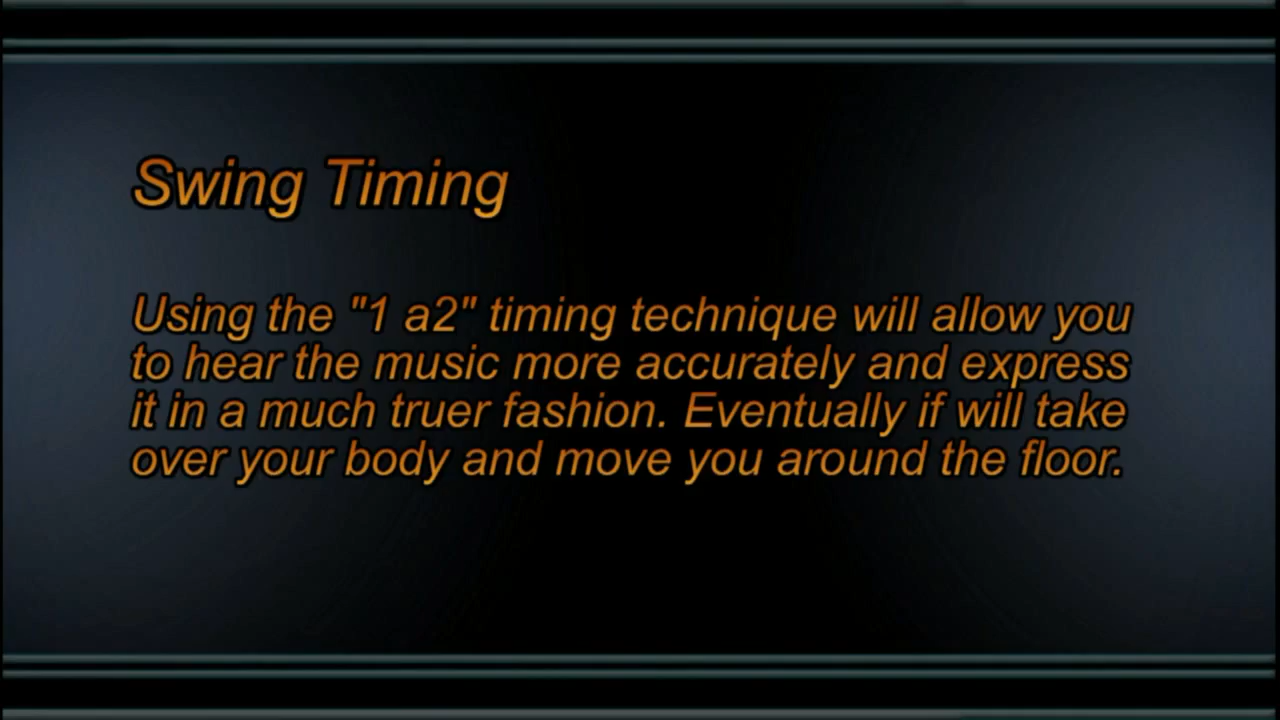 Swing Timing
Using the "1 a2" timing technique will allow you
to hear the music more accurately and express
it in a much truer fashion. Eventually if will take
over your body and move you around the floor.